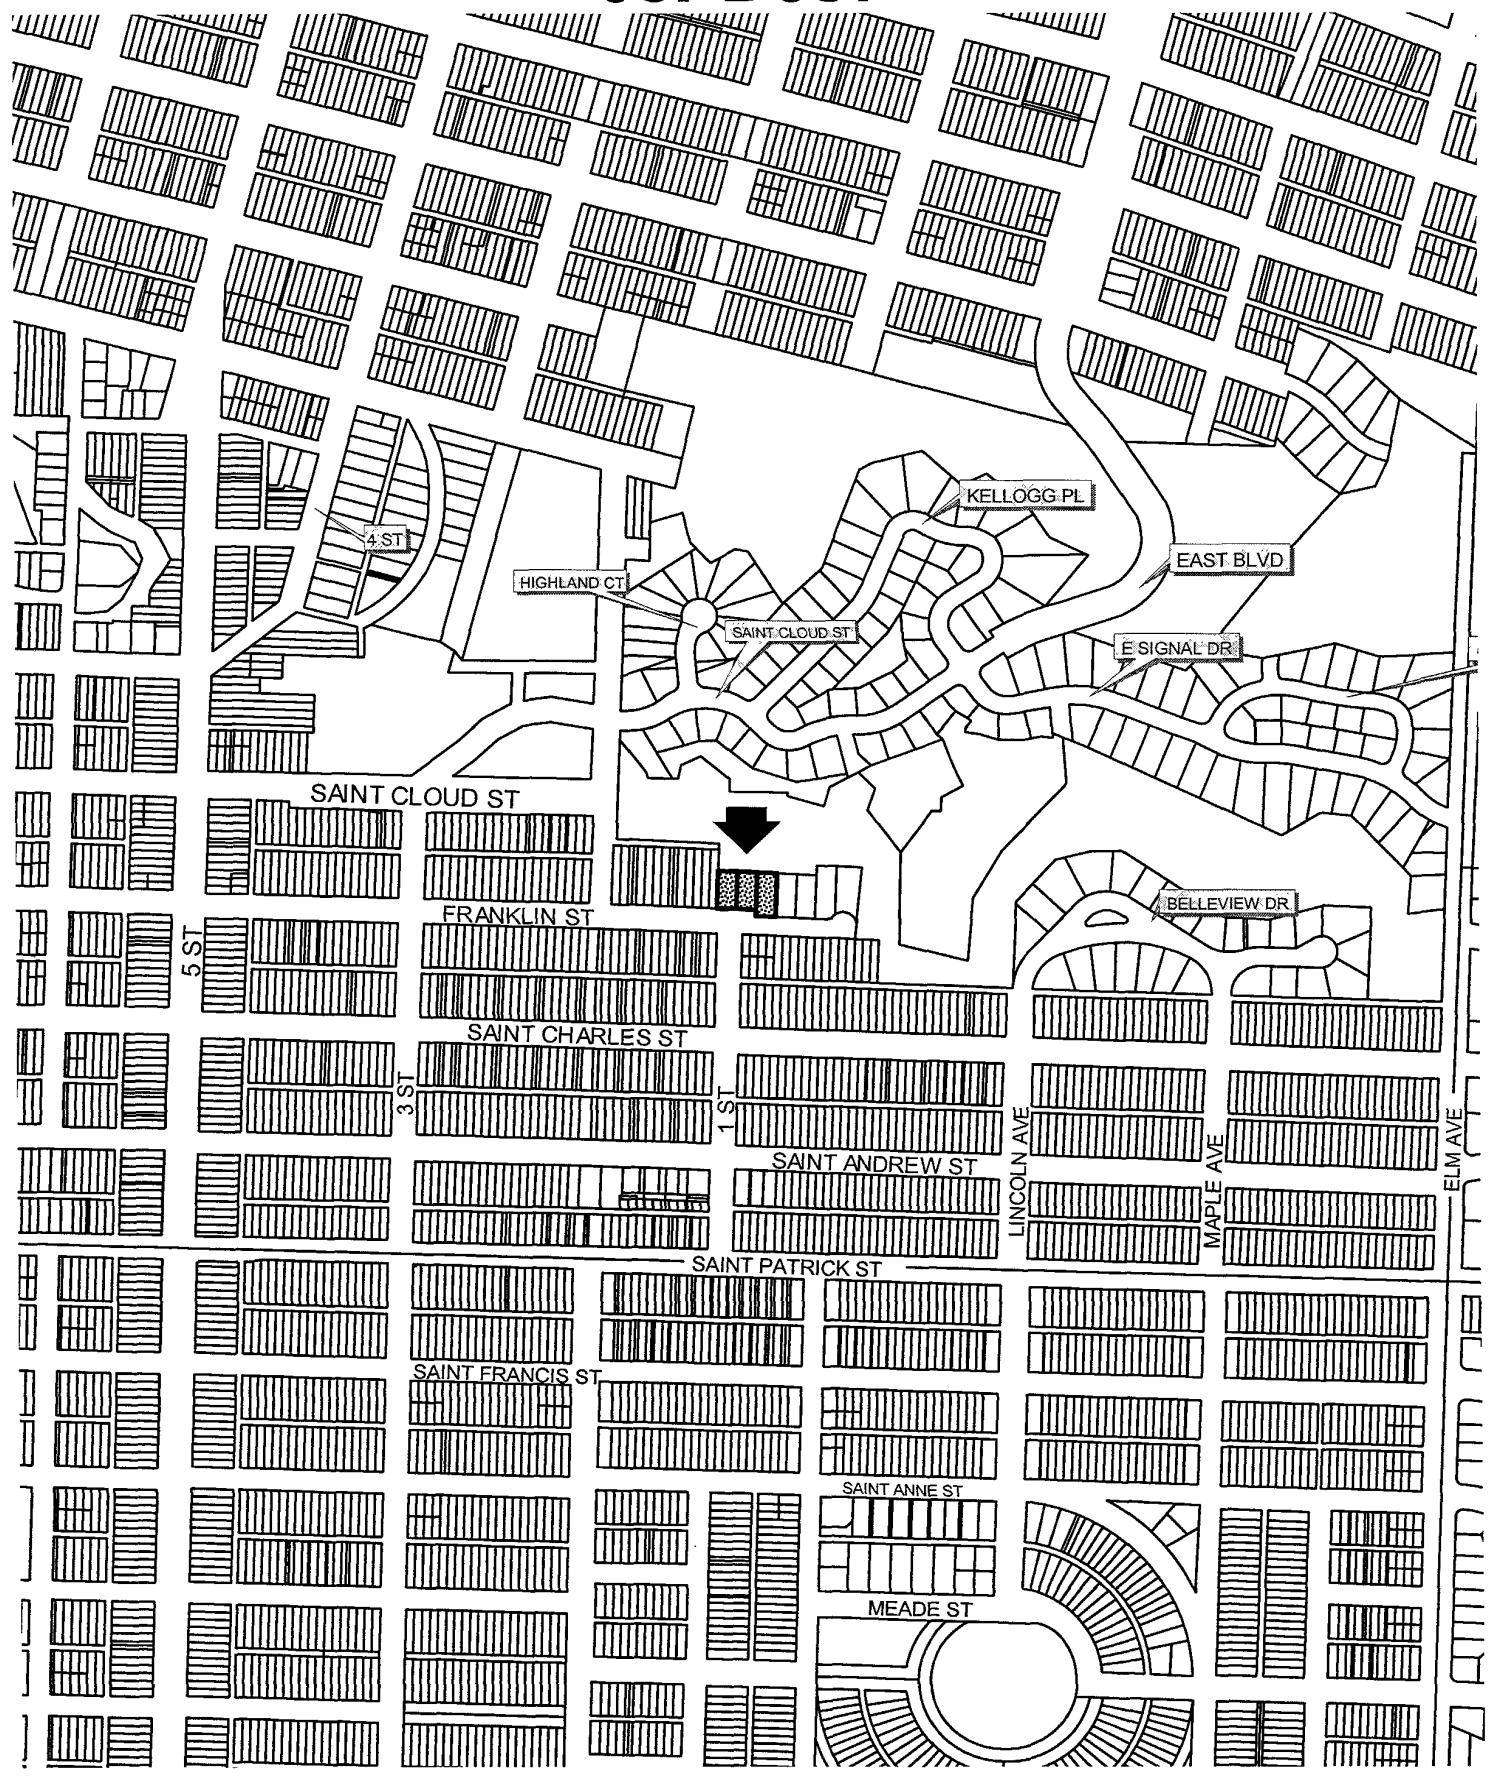 KELLOGG PL
4 ST
EAST BLVD
HIGHLAND CT
SAINT CLOUD ST
E SIGNAL DR
SAINT CLOUD ST
BELLEVIEW DR
FRANKLIN ST
5 ST
SAINT CHARLES ST
3 ST
1 ST
LINCOLN AVE
MAPLE AVE
ELM AVE
SAINT ANDREW ST
SAINT PATRICK ST
SAINT FRANCIS ST
SAINT ANNE ST
MEADE ST